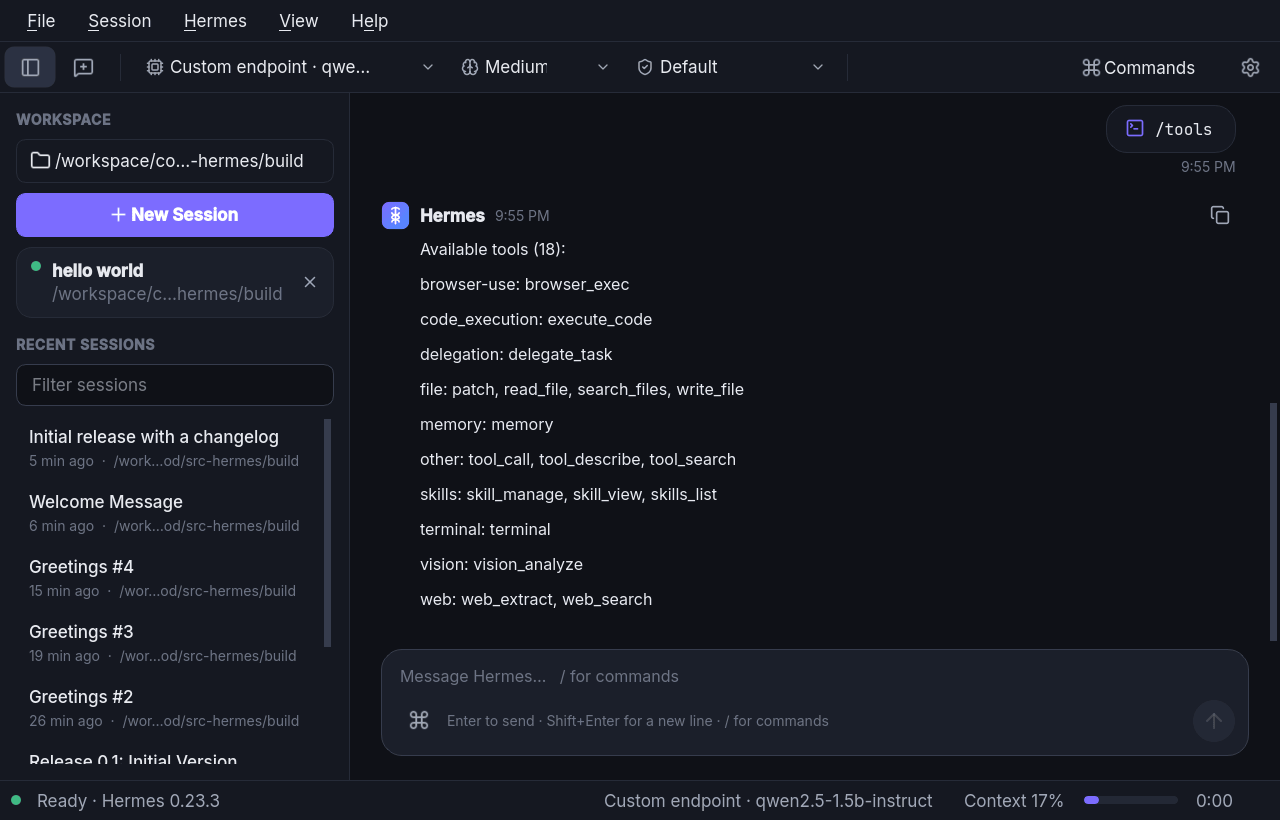 File Session Hermes View Help
Custom endpoint · qwe... Medium Default Commands
WORKSPACE
/workspace/co...-hermes/build
New Session
hello world
/workspace/c...hermes/build
RECENT SESSIONS
Filter sessions
Initial release with a changelog
5 min ago · /work...od/src-hermes/build
Welcome Message
6 min ago · /work...od/src-hermes/build
Greetings #4
15 min ago · /wor...od/src-hermes/build
Greetings #3
19 min ago · /wor...od/src-hermes/build
Greetings #2
26 min ago · /wor...od/src-hermes/build
Release 0.1: Initial Version
/tools
9:55 PM
Hermes 9:55 PM
Available tools (18):
browser-use: browser_exec
code_execution: execute_code
delegation: delegate_task
file: patch, read_file, search_files, write_file
memory: memory
other: tool_call, tool_describe, tool_search
skills: skill_manage, skill_view, skills_list
terminal: terminal
vision: vision_analyze
web: web_extract, web_search
Message Hermes... / for commands
Enter to send · Shift+Enter for a new line · / for commands
Ready · Hermes 0.23.3 Custom endpoint · qwen2.5-1.5b-instruct Context 17% 0:00